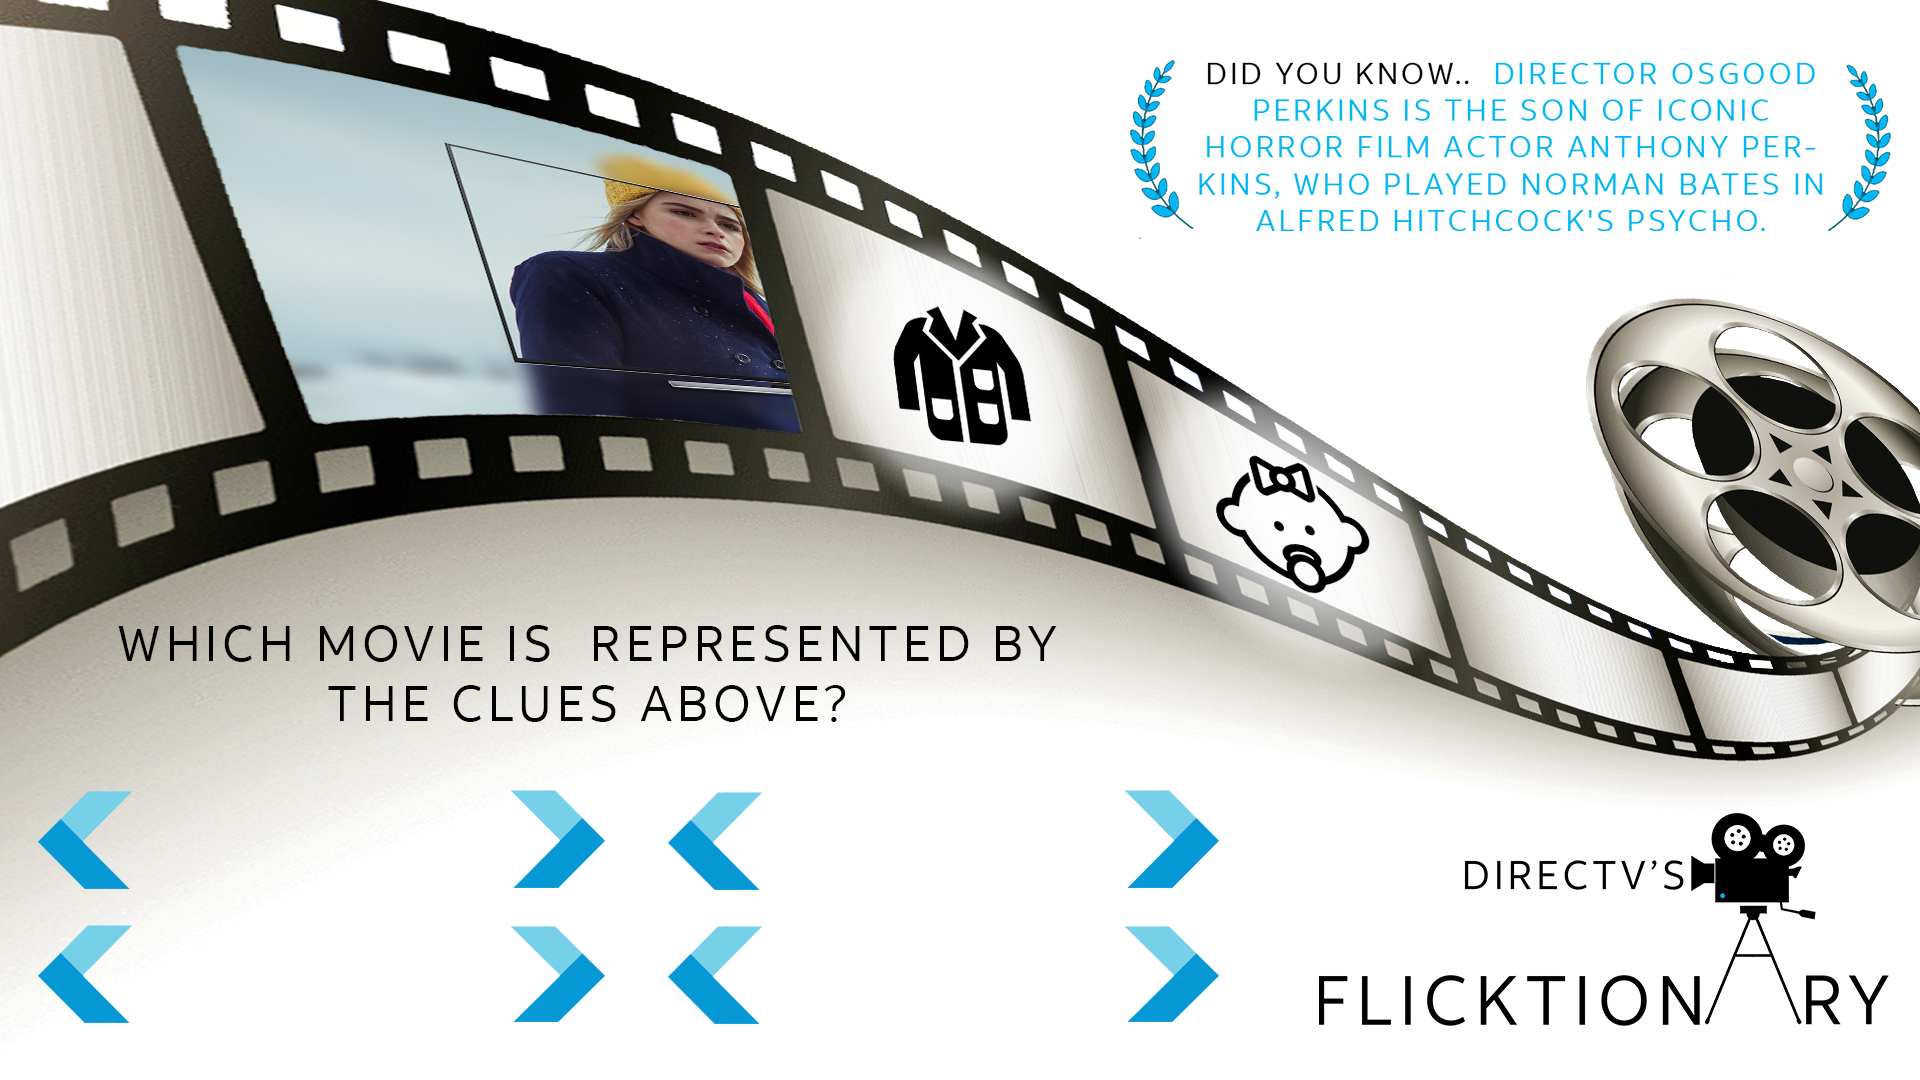 DID YOU KNOW..  DIRECTOR OSGOOD
PERKINS IS THE SON OF ICONIC
HORROR FILM ACTOR ANTHONY PER-
KINS, WHO PLAYED NORMAN BATES IN
ALFRED HITCHCOCK'S PSYCHO.
WHICH MOVIE IS  REPRESENTED BY
THE CLUES ABOVE?
DIRECTV’S
FLICKTIONARY